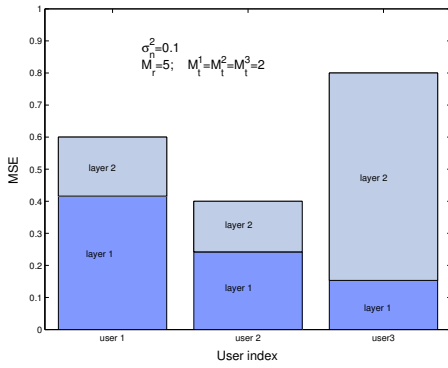 1
0.9
0.8
0.7
0.6
0.5
0.4
0.3
0.2
0.1
0
MSE
σ²ₙ=0.1
Mᵣ=5; M¹ₜ=M²ₜ=M³ₜ=2
layer 2
layer 1
layer 2
layer 1
layer 2
layer 1
user 1
user 2
user3
User index